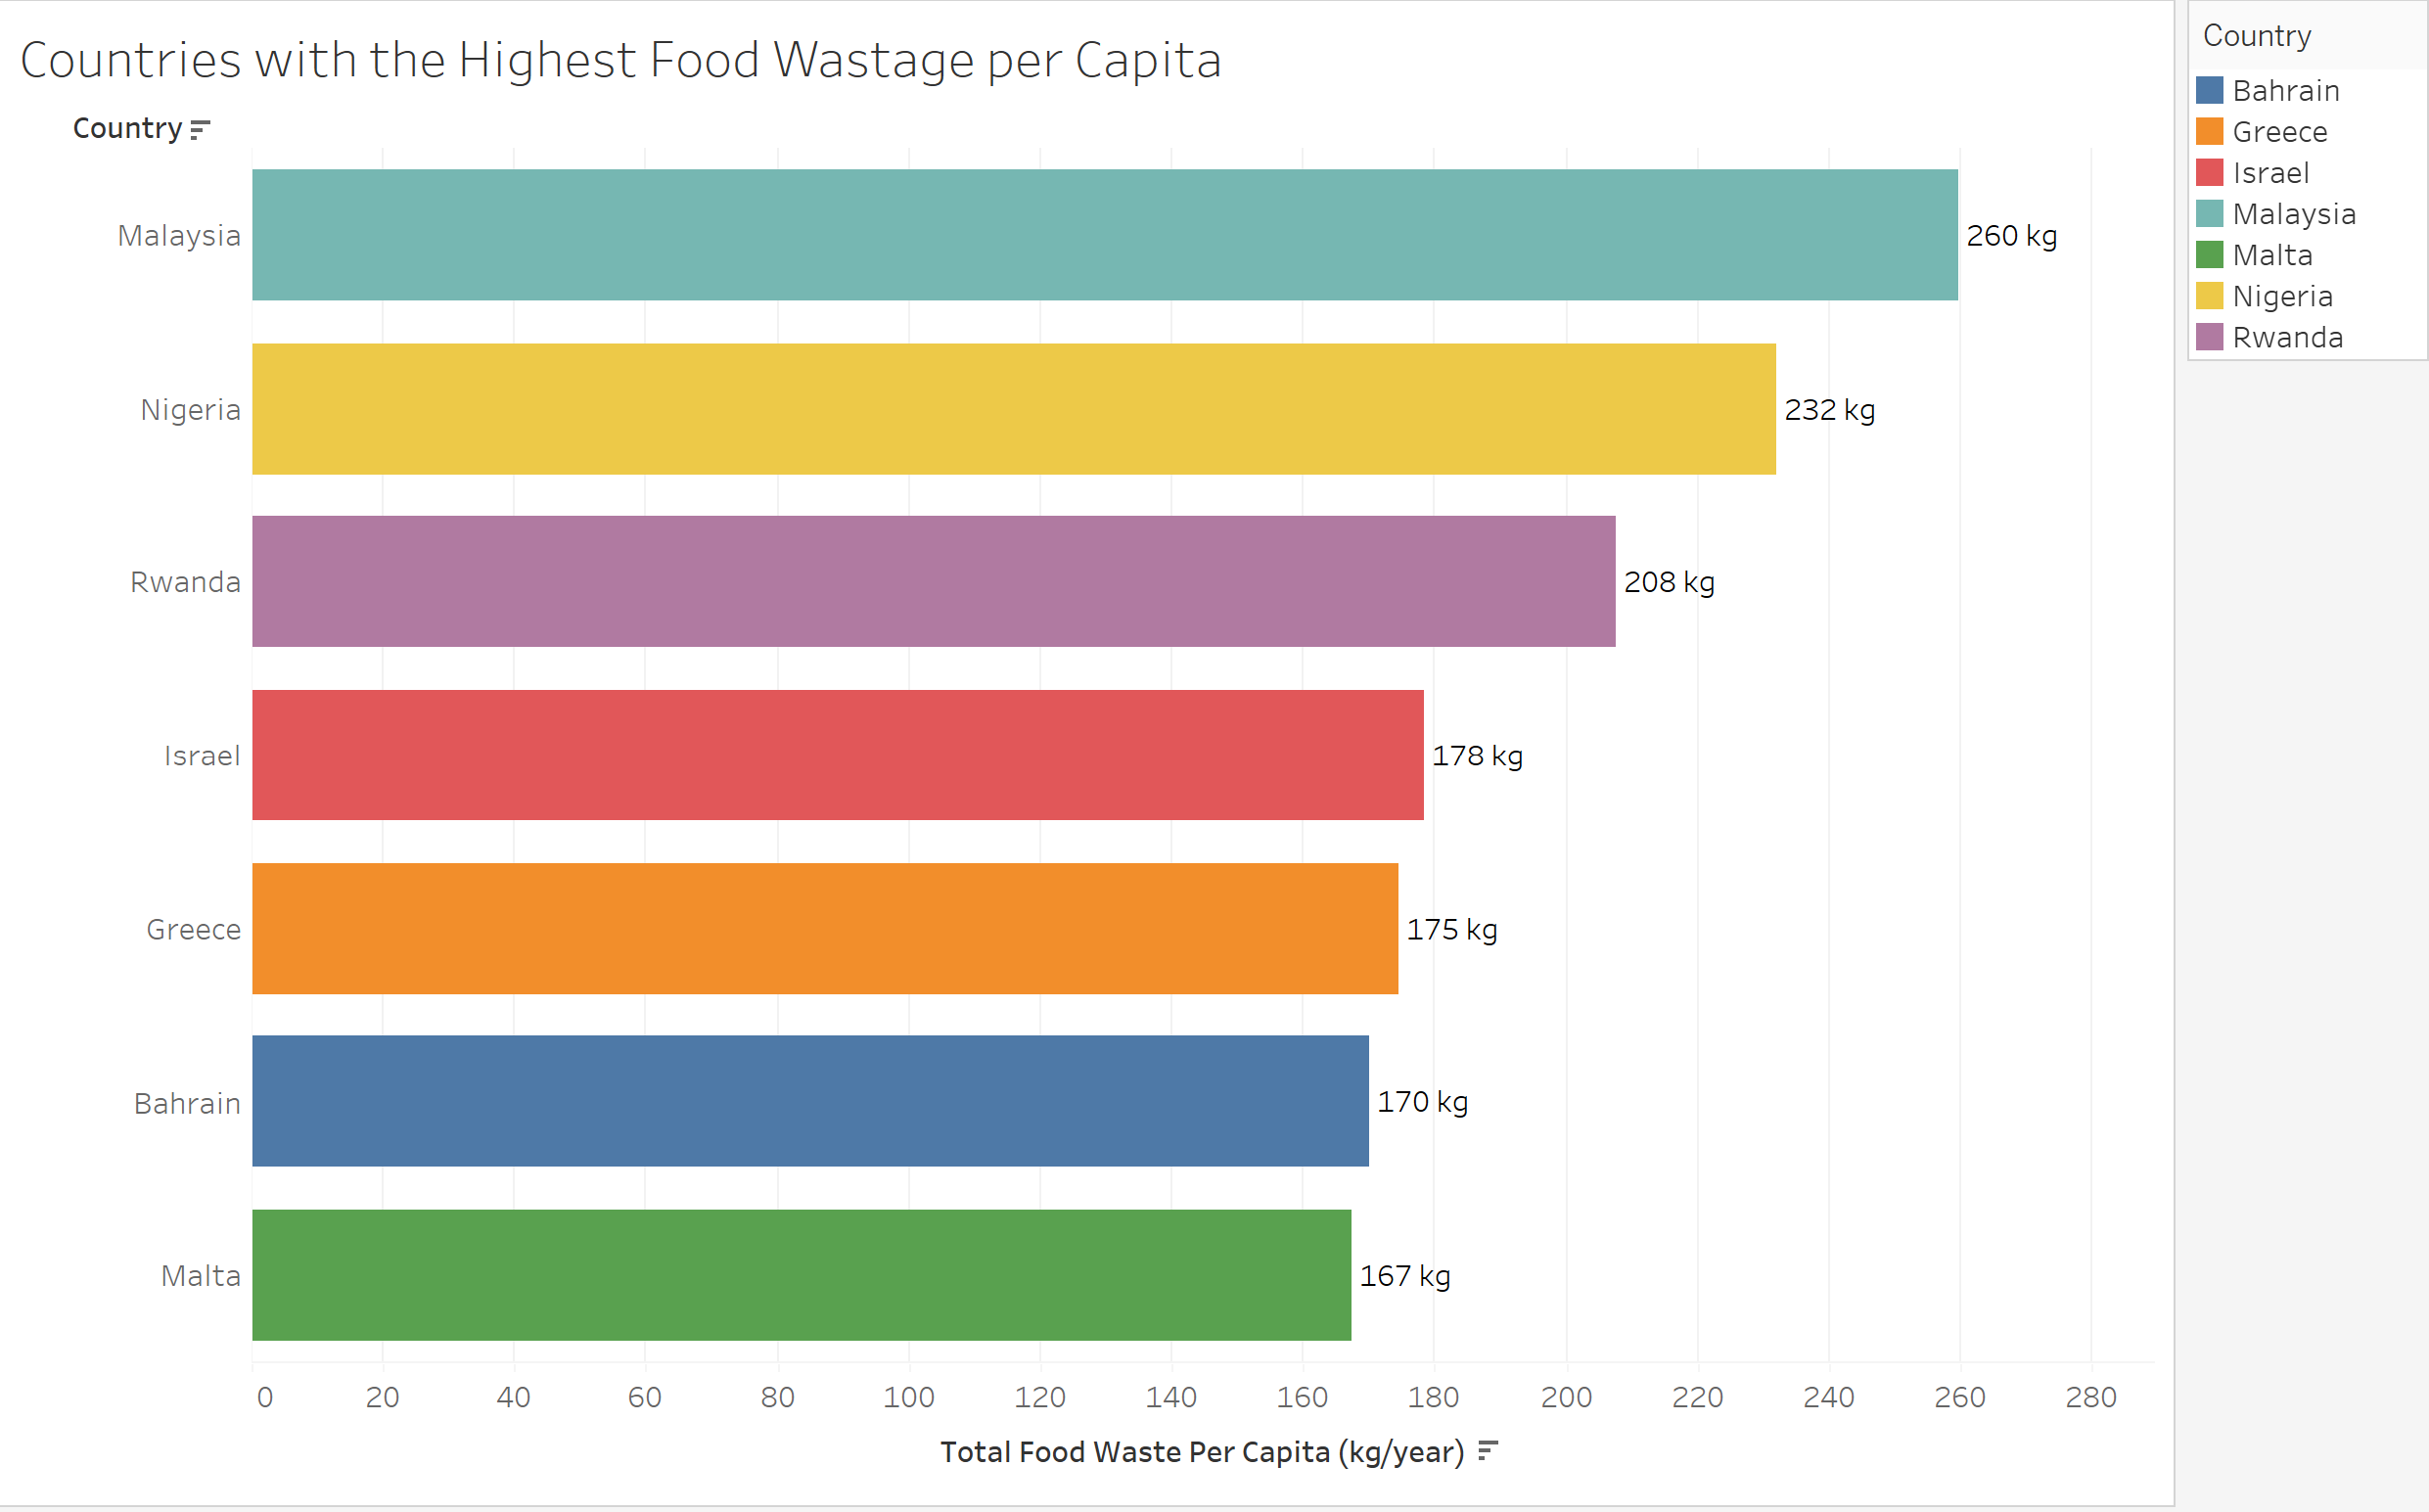 Countries with the Highest Food Wastage per Capita
Country
Malaysia
260 kg
Nigeria
232 kg
Rwanda
208 kg
Israel
178 kg
Greece
175 kg
Bahrain
170 kg
Malta
167 kg
0 20 40 60 80 100 120 140 160 180 200 220 240 260 280
Total Food Waste Per Capita (kg/year)
Country
Bahrain
Greece
Israel
Malaysia
Malta
Nigeria
Rwanda